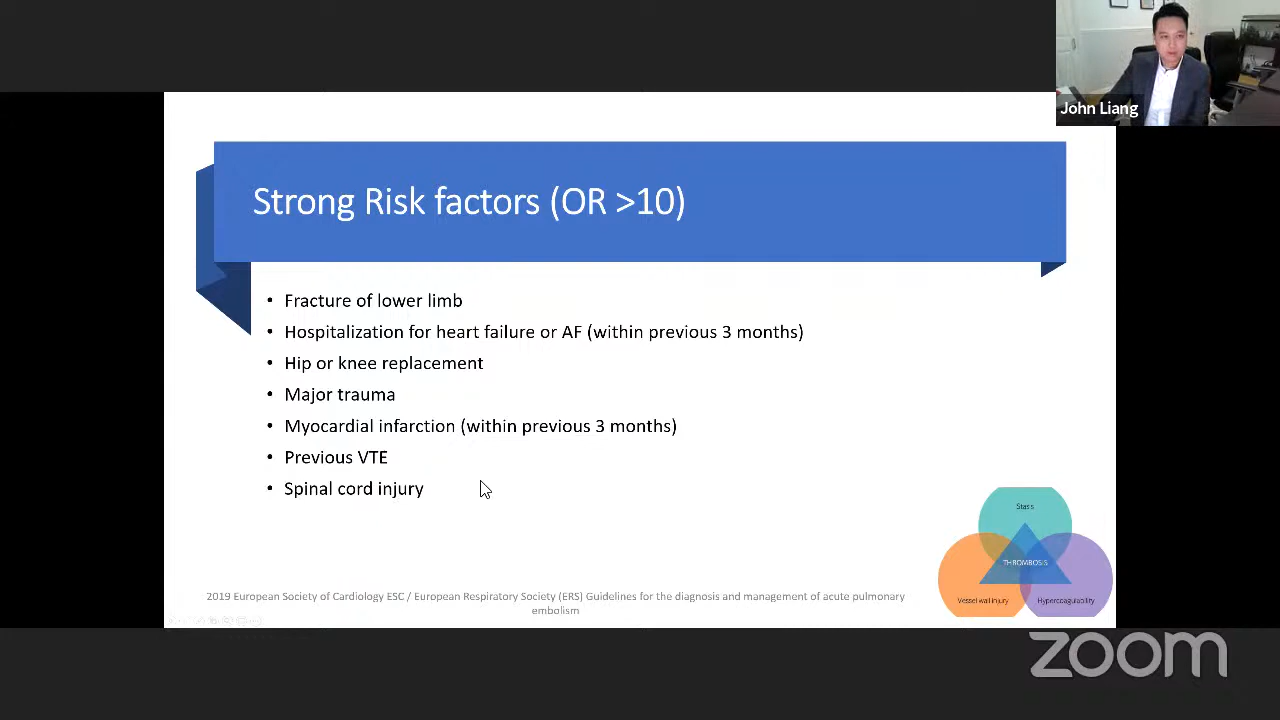 John Liang
Strong Risk factors (OR >10)
• Fracture of lower limb
• Hospitalization for heart failure or AF (within previous 3 months)
• Hip or knee replacement
• Major trauma
• Myocardial infarction (within previous 3 months)
• Previous VTE
• Spinal cord injury
Stasis
THROMBOSIS
Vessel wall injury
Hypercoagulability
2019 European Society of Cardiology ESC / European Respiratory Society (ERS) Guidelines for the diagnosis and management of acute pulmonary
embolism
zoom